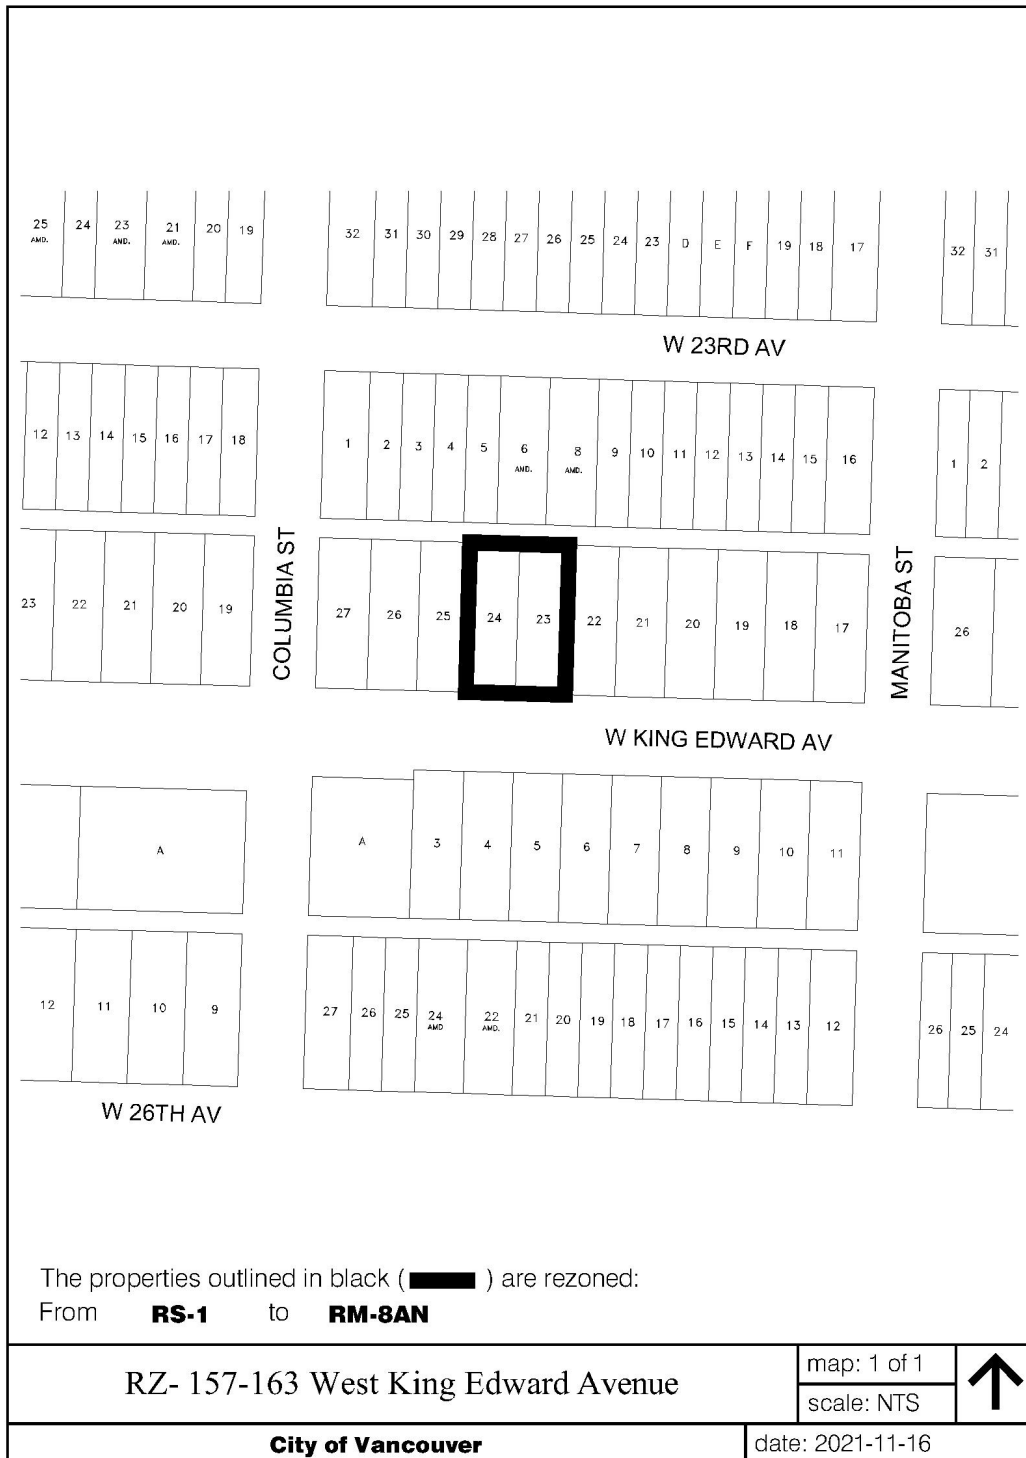 25 24 23 21 20 19 32 31 30 29 28 27 26 25 24 23 D E F 19 18 17 32 31
AMD. AMD. AMD.
W 23RD AV
12 13 14 15 16 17 18 1 2 3 4 5 6 8 9 10 11 12 13 14 15 16 1 2
AMD. AMD.
COLUMBIA ST
MANITOBA ST
23 22 21 20 19 27 26 25 24 23 22 21 20 19 18 17 26
W KING EDWARD AV
A A 3 4 5 6 7 8 9 10 11
12 11 10 9 27 26 25 24 22 21 20 19 18 17 16 15 14 13 12 26 25 24
AMD AMD.
W 26TH AV
The properties outlined in black ( ) are rezoned:
From RS-1 to RM-8AN
RZ- 157-163 West King Edward Avenue
map: 1 of 1
scale: NTS
City of Vancouver
date: 2021-11-16